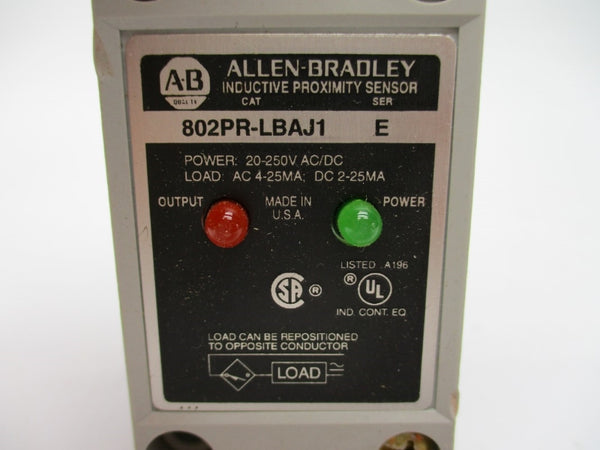 A·B
QUALITY
ALLEN-BRADLEY
INDUCTIVE PROXIMITY SENSOR
CAT SER
802PR-LBAJ1 E
POWER: 20-250V AC/DC
LOAD: AC 4-25MA; DC 2-25MA
OUTPUT MADE IN U.S.A. POWER
LISTED A196
SA ® ® UL
IND. CONT. EQ
LOAD CAN BE REPOSITIONED
TO OPPOSITE CONDUCTOR
LOAD